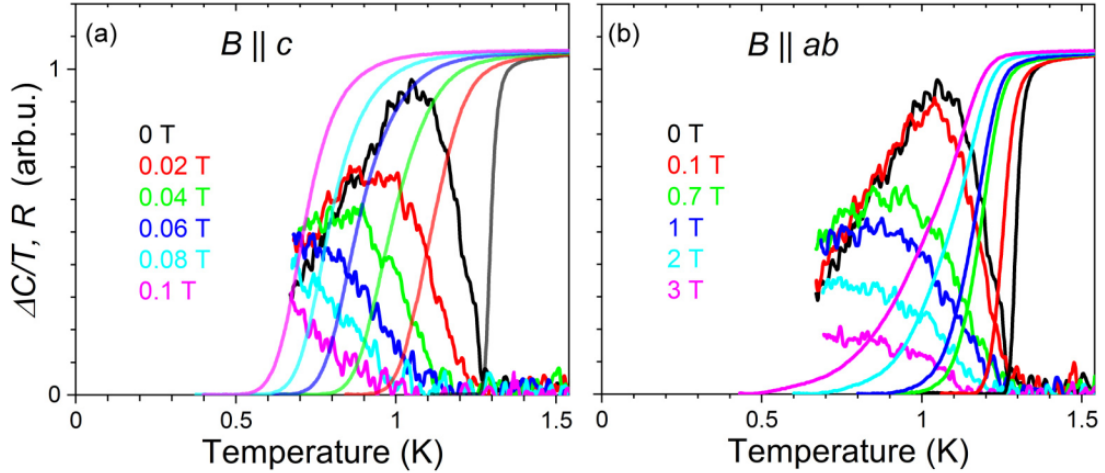 (a)
B || c
1
0 T
0.02 T
0.04 T
0.06 T
0.08 T
0.1 T
0
ΔC/T, R (arb.u.)
0 0.5 1 1.5
Temperature (K)
(b)
B || ab
0 T
0.1 T
0.7 T
1 T
2 T
3 T
0 0.5 1 1.5
Temperature (K)